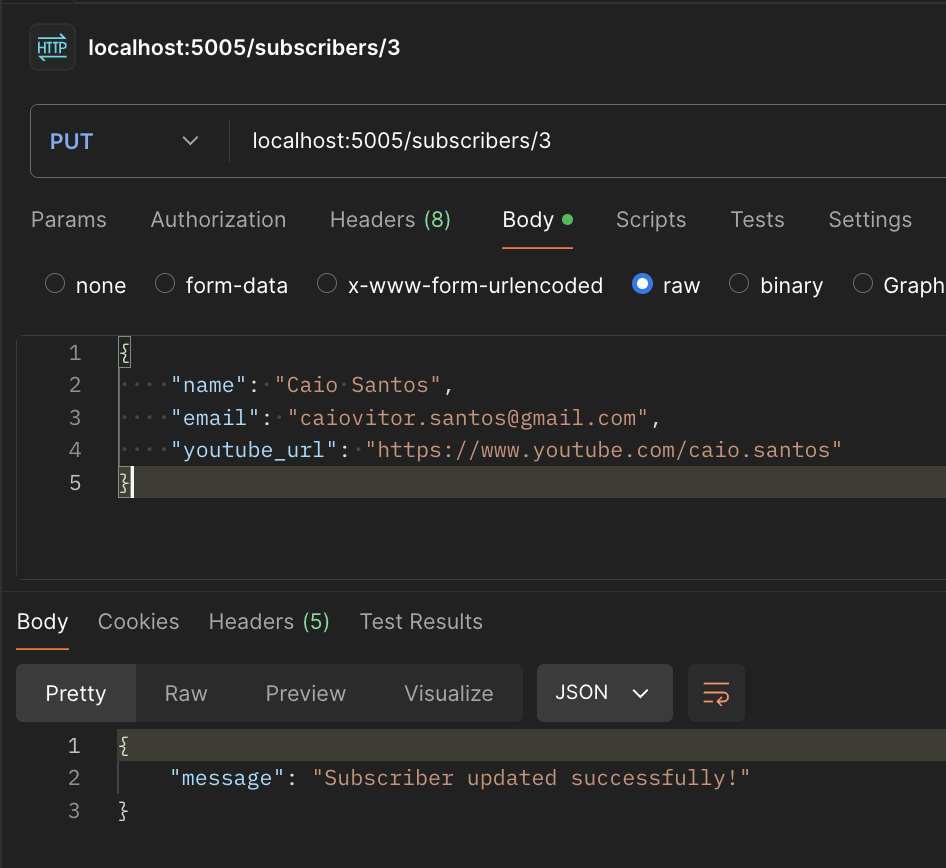 HTTP localhost:5005/subscribers/3
PUT localhost:5005/subscribers/3
Params Authorization Headers (8) Body Scripts Tests Settings
none form-data x-www-form-urlencoded raw binary Graph
1 {
2 "name": "Caio Santos",
3 "email": "caiovitor.santos@gmail.com",
4 "youtube_url": "https://www.youtube.com/caio.santos"
5 }
Body Cookies Headers (5) Test Results
Pretty Raw Preview Visualize JSON
1 {
2 "message": "Subscriber updated successfully!"
3 }